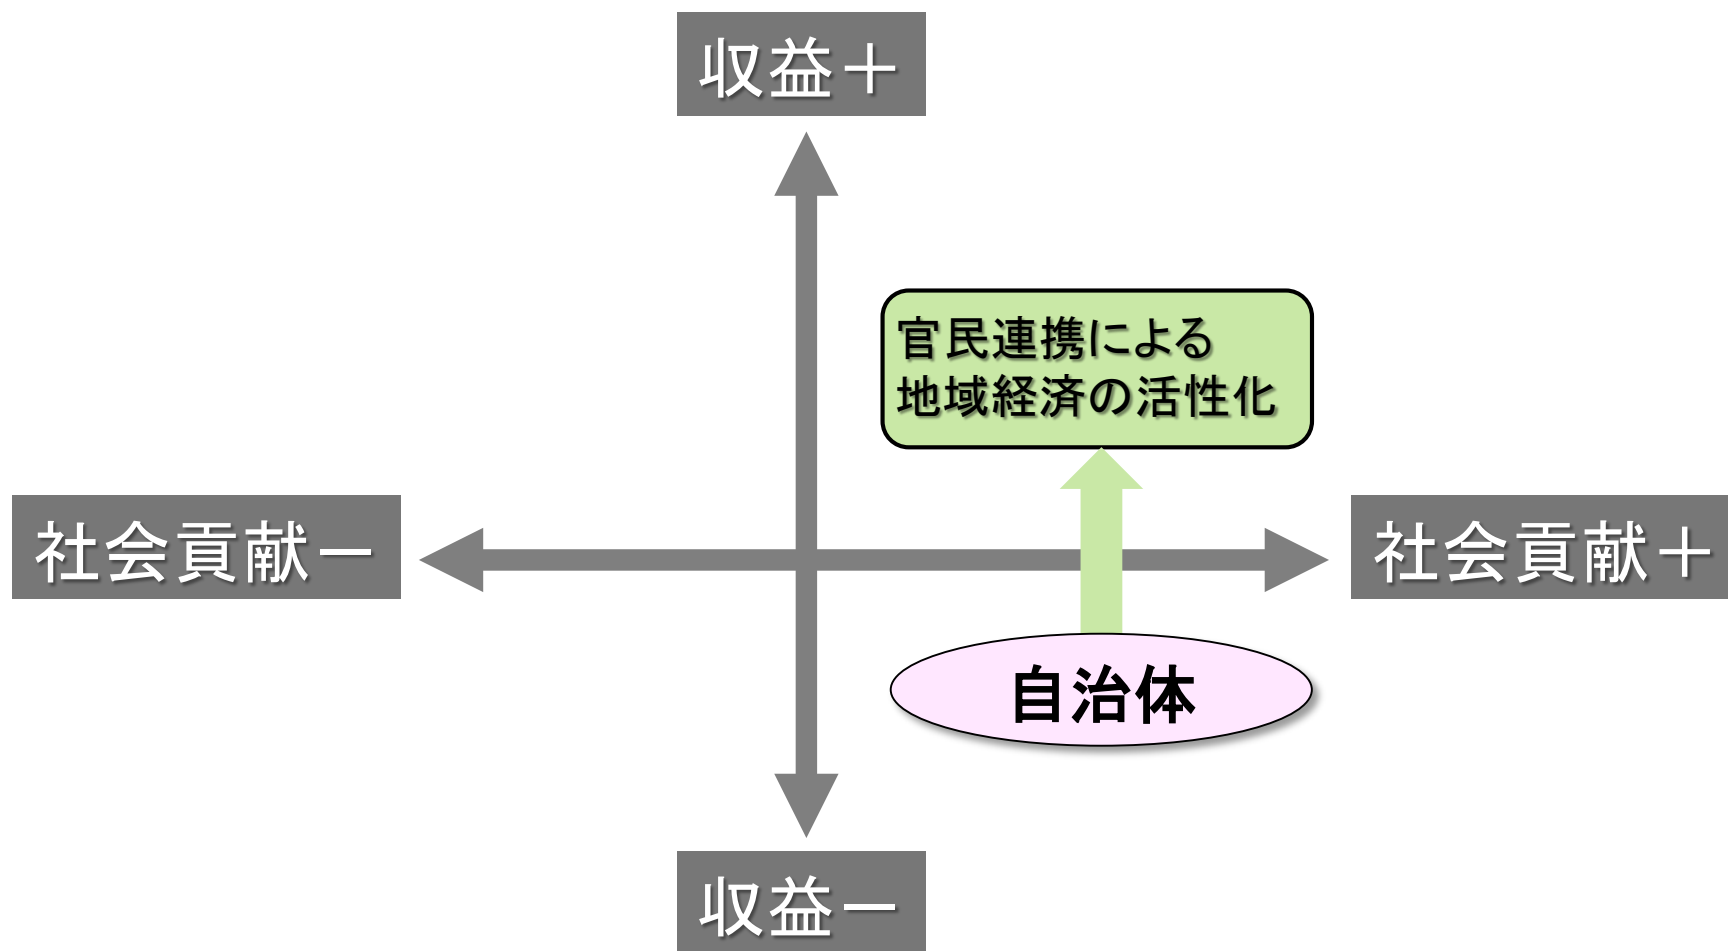 収益＋
官民連携による
地域経済の活性化
社会貢献－
社会貢献＋
自治体
収益－